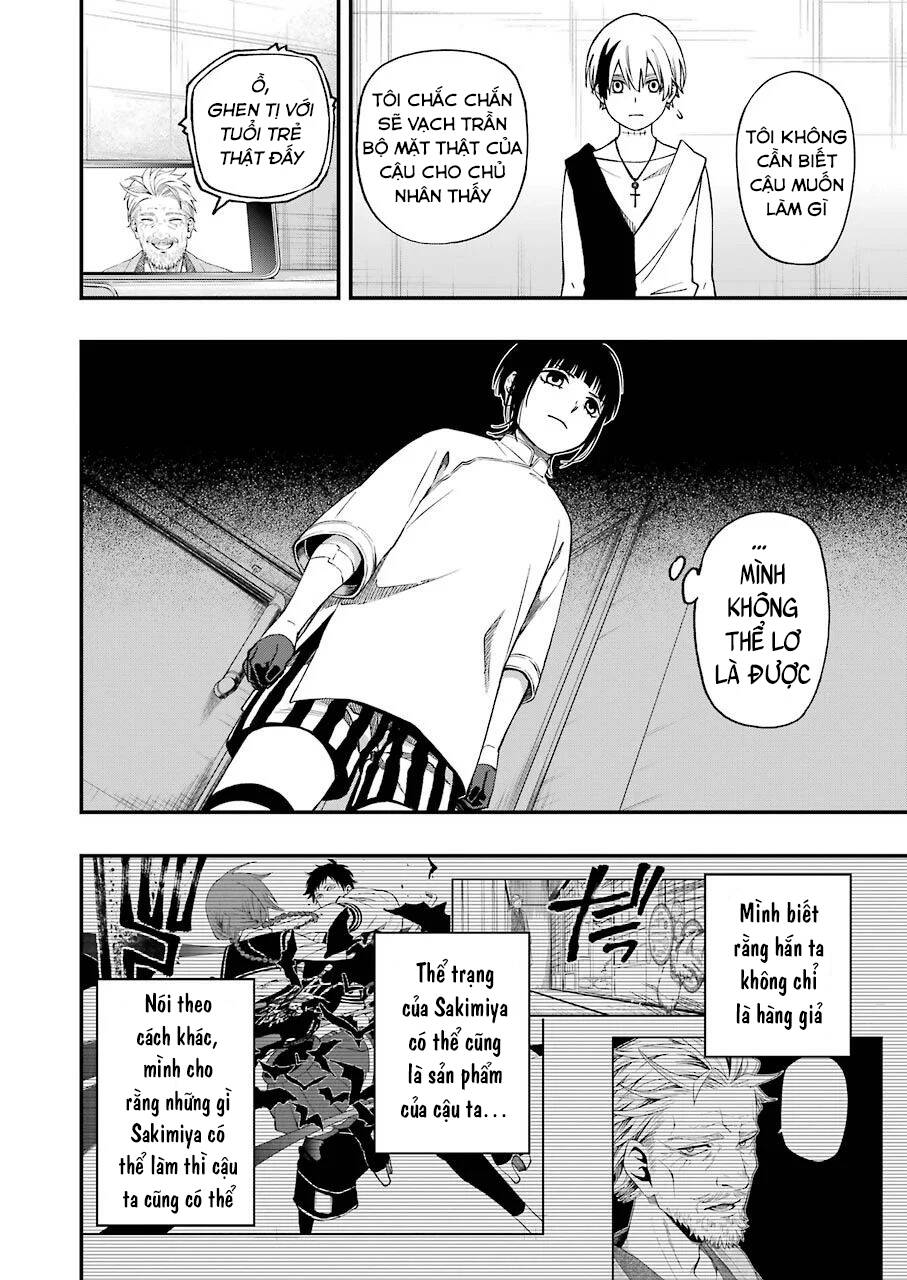 TÔI KHÔNG
CẦN BIẾT
CẬU MUỐN
LÀM GÌ
TÔI CHẮC CHẮN
SẼ VẠCH TRẦN
BỘ MẶT THẬT CỦA
CẬU CHO CHỦ
NHÂN THẤY
Ồ,
GHEN TỊ VỚI
TUỔI TRẺ
THẬT ĐẤY
...
MÌNH
KHÔNG
THỂ LƠ
LÀ ĐƯỢC
Mình biết
rằng hắn ta
không chỉ
là hàng giả
Thể trạng
của Sakimiya
có thể cũng
là sản phẩm
của cậu ta...
Nói theo
cách khác,
mình cho
rằng những gì
Sakimiya có
thể làm thì cậu
ta cũng có thể